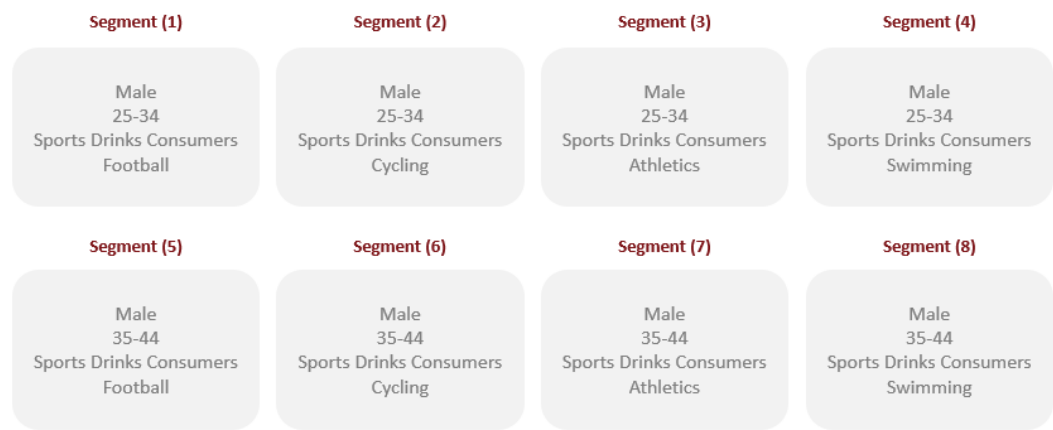 Segment (1)
Segment (2)
Segment (3)
Segment (4)
Male
25-34
Sports Drinks Consumers
Football
Male
25-34
Sports Drinks Consumers
Cycling
Male
25-34
Sports Drinks Consumers
Athletics
Male
25-34
Sports Drinks Consumers
Swimming
Segment (5)
Segment (6)
Segment (7)
Segment (8)
Male
35-44
Sports Drinks Consumers
Football
Male
35-44
Sports Drinks Consumers
Cycling
Male
35-44
Sports Drinks Consumers
Athletics
Male
35-44
Sports Drinks Consumers
Swimming